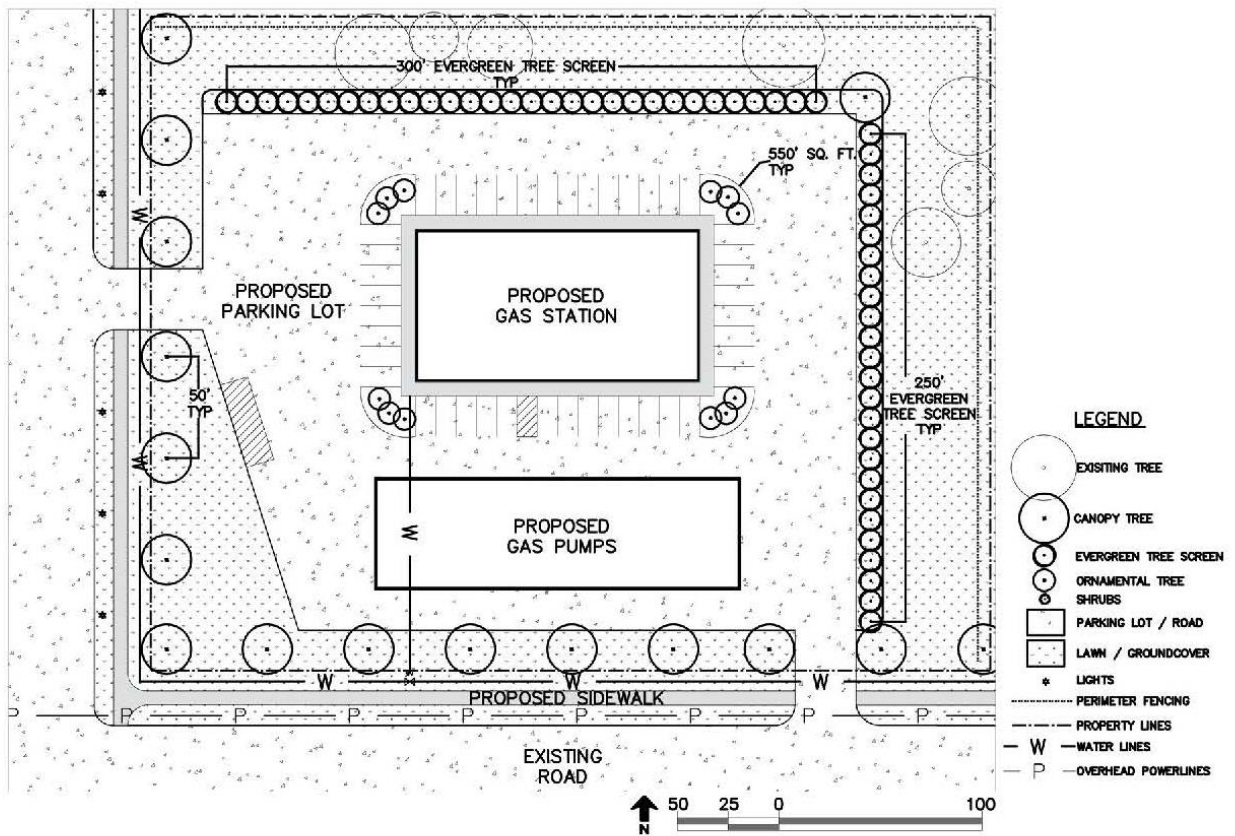 300' EVERGREEN TREE SCREEN
TYP
550' SQ. FT.
TYP
W
PROPOSED
PARKING LOT
PROPOSED
GAS STATION
50'
TYP
250'
EVERGREEN
TREE SCREEN
TYP
W
W
PROPOSED
GAS PUMPS
W
W
W
PROPOSED SIDEWALK
P
P
P
P
P
P
P
P
P
EXISTING
ROAD
LEGEND
EXISITING TREE
CANOPY TREE
EVERGREEN TREE SCREEN
ORNAMENTAL TREE
SHRUBS
PARKING LOT / ROAD
LAWN / GROUNDCOVER
LIGHTS
PERIMETER FENCING
PROPERTY LINES
W WATER LINES
P OVERHEAD POWERLINES
N
50 25 0 100